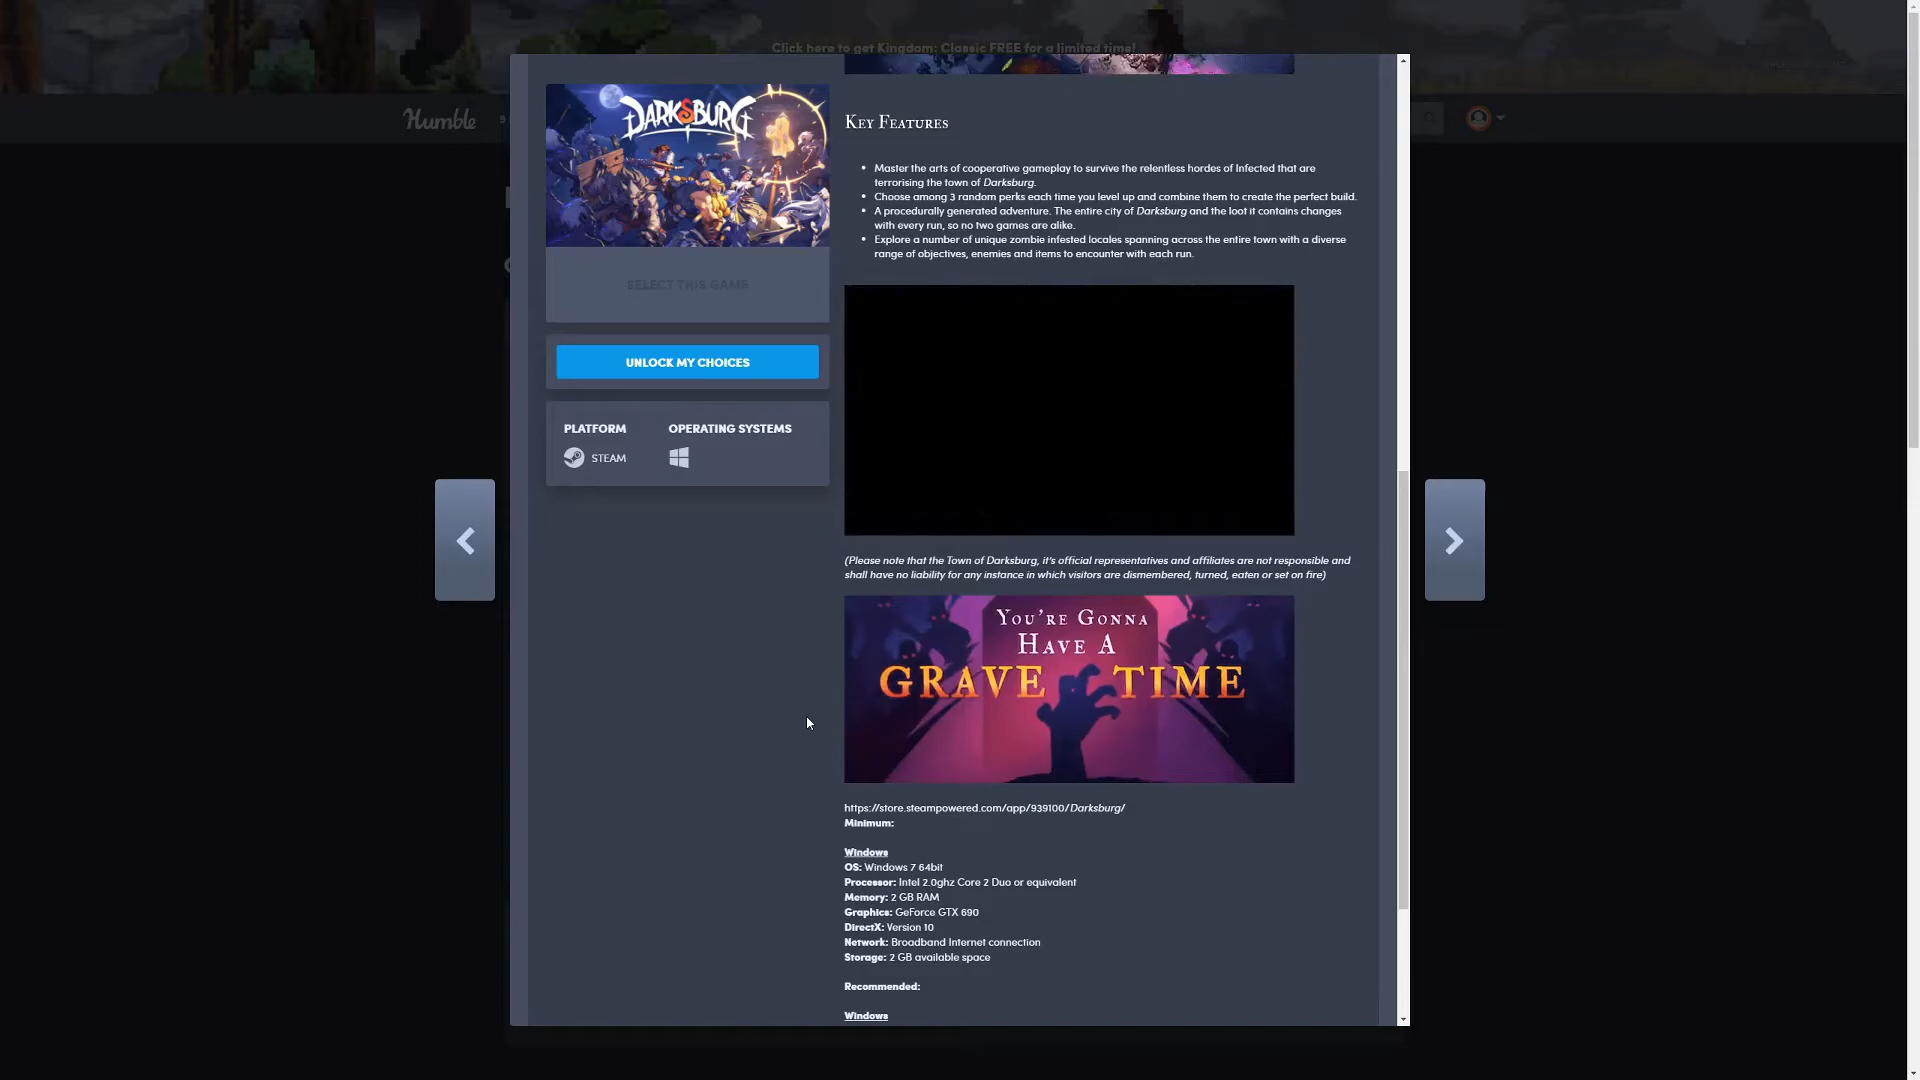 Click here to get Kingdom: Classic FREE for a limited time!
Humble
DARKSBURG
SELECT THIS GAME
UNLOCK MY CHOICES
PLATFORM
OPERATING SYSTEMS
STEAM
KEY FEATURES
Master the arts of cooperative gameplay to survive the relentless hordes of Infected that are
terrorising the town of Darksburg.
Choose among 3 random perks each time you level up and combine them to create the perfect build.
A procedurally generated adventure. The entire city of Darksburg and the loot it contains changes
with every run, so no two games are alike.
Explore a number of unique zombie infested locales spanning across the entire town with a diverse
range of objectives, enemies and items to encounter with each run.
(Please note that the Town of Darksburg, it's official representatives and affiliates are not responsible and
shall have no liability for any instance in which visitors are dismembered, turned, eaten or set on fire)
YOU'RE GONNA
HAVE A
GRAVE TIME
https://store.steampowered.com/app/939100/Darksburg/
Minimum:
Windows
OS: Windows 7 64bit
Processor: Intel 2.0ghz Core 2 Duo or equivalent
Memory: 2 GB RAM
Graphics: GeForce GTX 690
DirectX: Version 10
Network: Broadband Internet connection
Storage: 2 GB available space
Recommended:
Windows